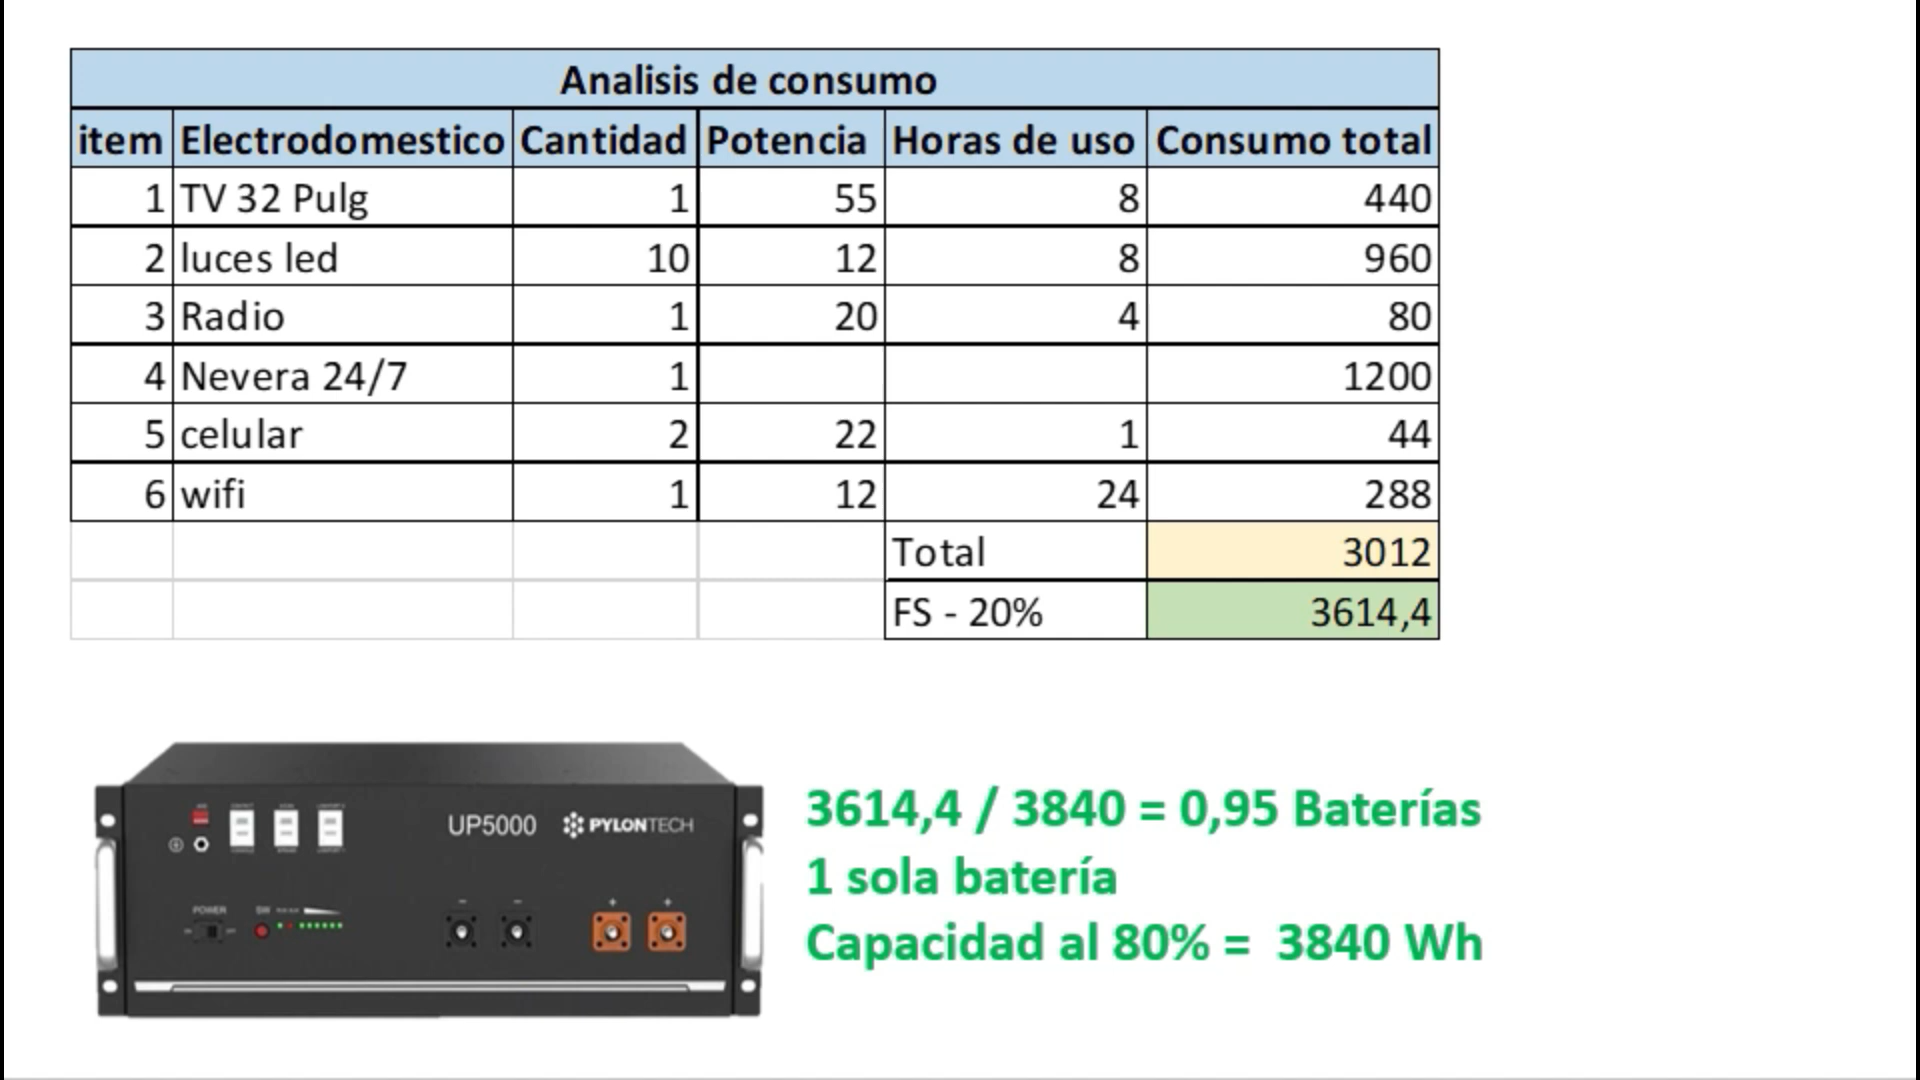 Analisis de consumo
item Electrodomestico Cantidad Potencia Horas de uso Consumo total
1 TV 32 Pulg 1 55 8 440
2 luces led 10 12 8 960
3 Radio 1 20 4 80
4 Nevera 24/7 1 1200
5 celular 2 22 1 44
6 wifi 1 12 24 288
Total 3012
FS - 20% 3614,4
UP5000 PYLONTECH
POWER SW
3614,4 / 3840 = 0,95 Baterías
1 sola batería
Capacidad al 80% = 3840 Wh